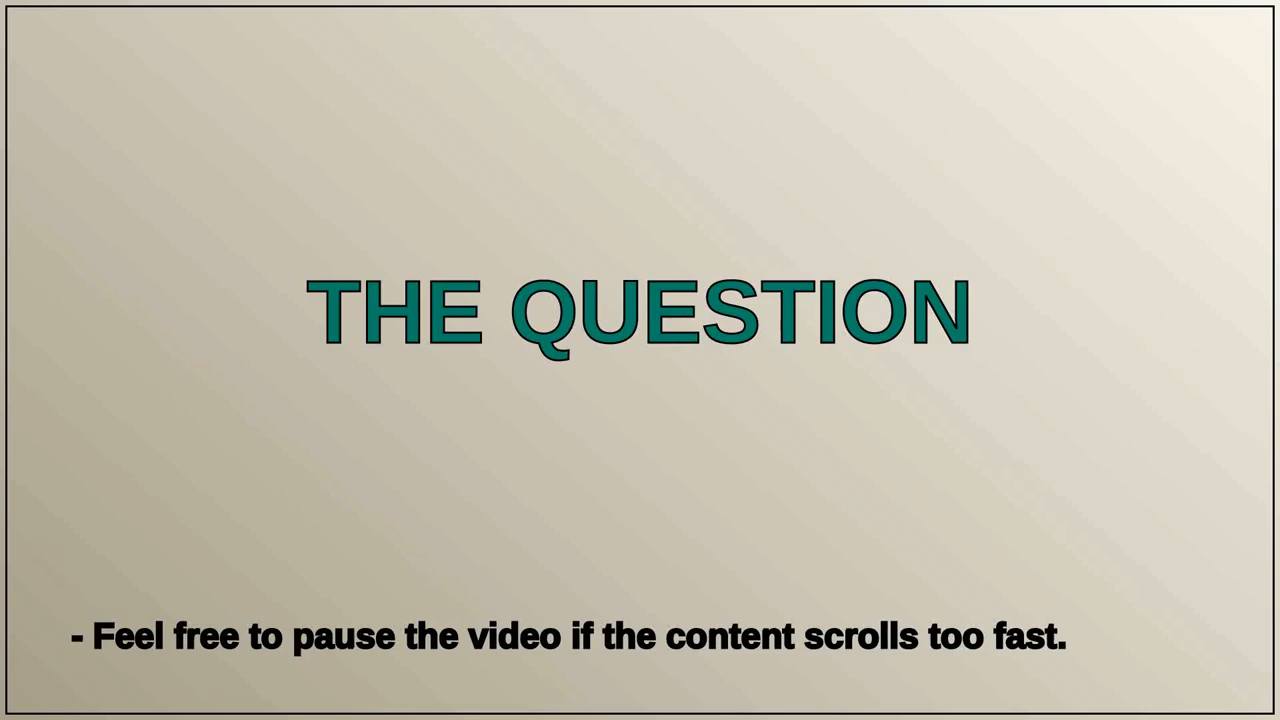 THE QUESTION
- Feel free to pause the video if the content scrolls too fast.